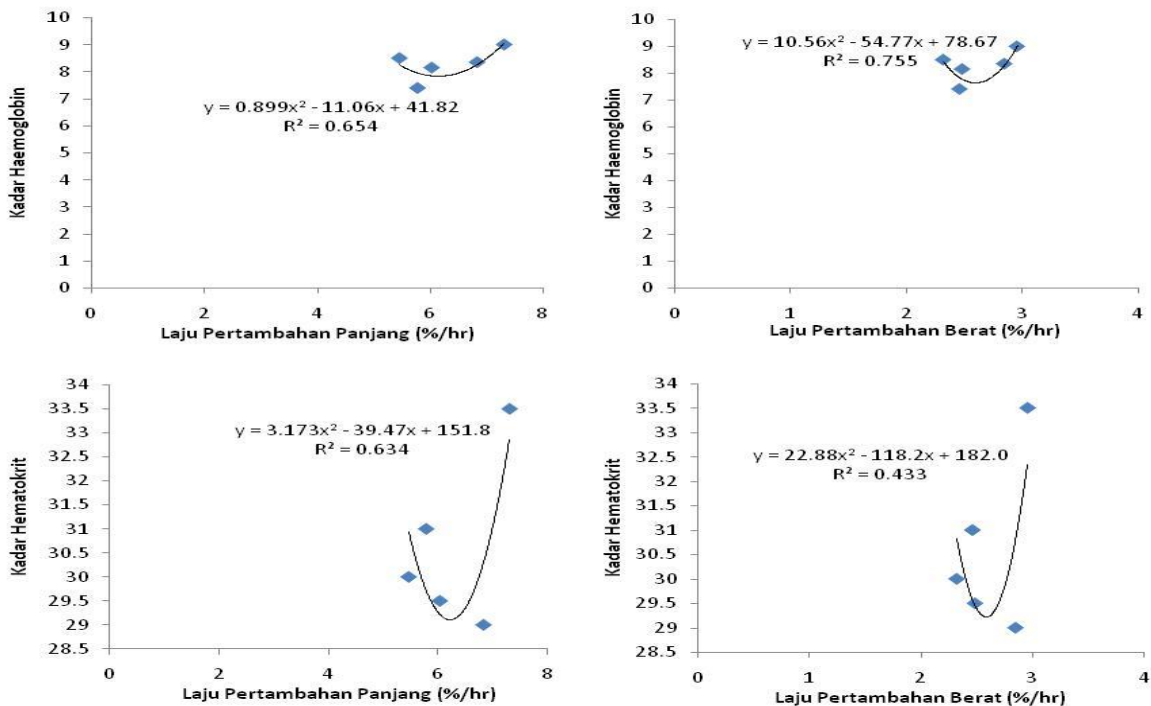 Kadar Haemoglobin
10
9
8
7
6
5
4
3
2
1
0
y = 0.899x² - 11.06x + 41.82
R² = 0.654
0 2 4 6 8
Laju Pertambahan Panjang (%/hr)
Kadar Haemoglobin
10
9
8
7
6
5
4
3
2
1
0
y = 10.56x² - 54.77x + 78.67
R² = 0.755
0 1 2 3 4
Laju Pertambahan Berat (%/hr)
Kadar Hematokrit
34
33.5
33
32.5
32
31.5
31
30.5
30
29.5
29
28.5
y = 3.173x² - 39.47x + 151.8
R² = 0.634
0 2 4 6 8
Laju Pertambahan Panjang (%/hr)
Kadar Hematokrit
34
33.5
33
32.5
32
31.5
31
30.5
30
29.5
29
28.5
y = 22.88x² - 118.2x + 182.0
R² = 0.433
0 1 2 3 4
Laju Pertambahan Berat (%/hr)